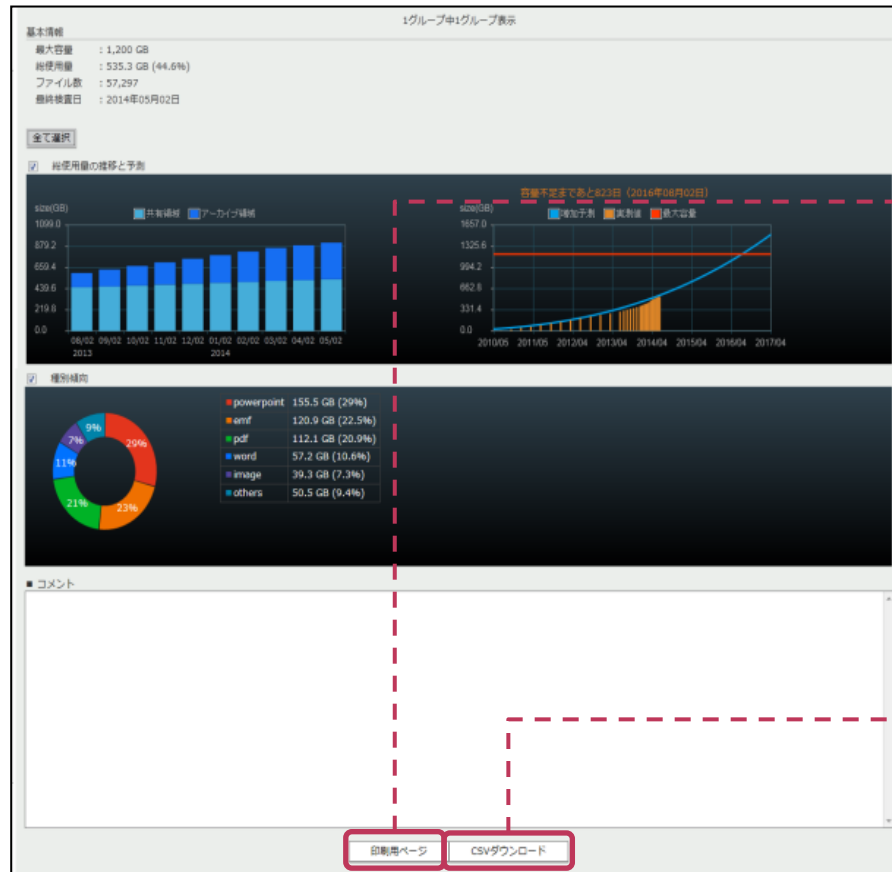 1グループ中1グループ表示
基本情報
最大容量 : 1,200 GB
総使用量 : 535.3 GB (44.6%)
ファイル数 : 57,297
最終検査日 : 2014年05月02日
全て選択
総使用量の推移と予測
size(GB)
共有領域 アーカイブ領域
1099.0
879.2
659.4
439.6
219.8
0.0
08/02 09/02 10/02 11/02 12/02 01/02 02/02 03/02 04/02 05/02
2013 2014
容量不足まであと823日（2016年08月02日）
size(GB)
増加予測 実測値 最大容量
1657.0
1325.6
994.2
662.8
331.4
0.0
2010/05 2011/05 2012/04 2013/04 2014/04 2015/04 2016/04 2017/04
種別傾向
29%
23%
21%
11%
7%
9%
powerpoint 155.5 GB (29%)
emf 120.9 GB (22.5%)
pdf 112.1 GB (20.9%)
word 57.2 GB (10.6%)
image 39.3 GB (7.3%)
others 50.5 GB (9.4%)
■ コメント
印刷用ページ
CSVダウンロード